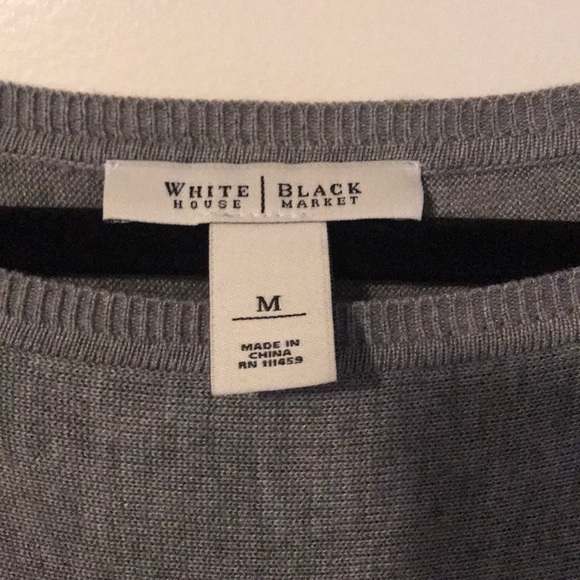 WHITE | BLACK
HOUSE | MARKET
M
MADE IN
CHINA
RN 111459